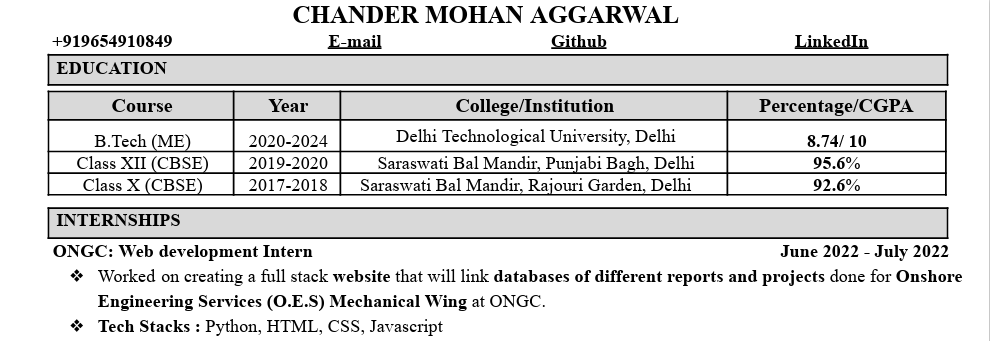 CHANDER MOHAN AGGARWAL
+919654910849 E-mail Github LinkedIn
EDUCATION
Course Year College/Institution Percentage/CGPA
B.Tech (ME) 2020-2024 Delhi Technological University, Delhi 8.74/ 10
Class XII (CBSE) 2019-2020 Saraswati Bal Mandir, Punjabi Bagh, Delhi 95.6%
Class X (CBSE) 2017-2018 Saraswati Bal Mandir, Rajouri Garden, Delhi 92.6%
INTERNSHIPS
ONGC: Web development Intern June 2022 - July 2022
❖ Worked on creating a full stack website that will link databases of different reports and projects done for Onshore
Engineering Services (O.E.S) Mechanical Wing at ONGC.
❖ Tech Stacks : Python, HTML, CSS, Javascript